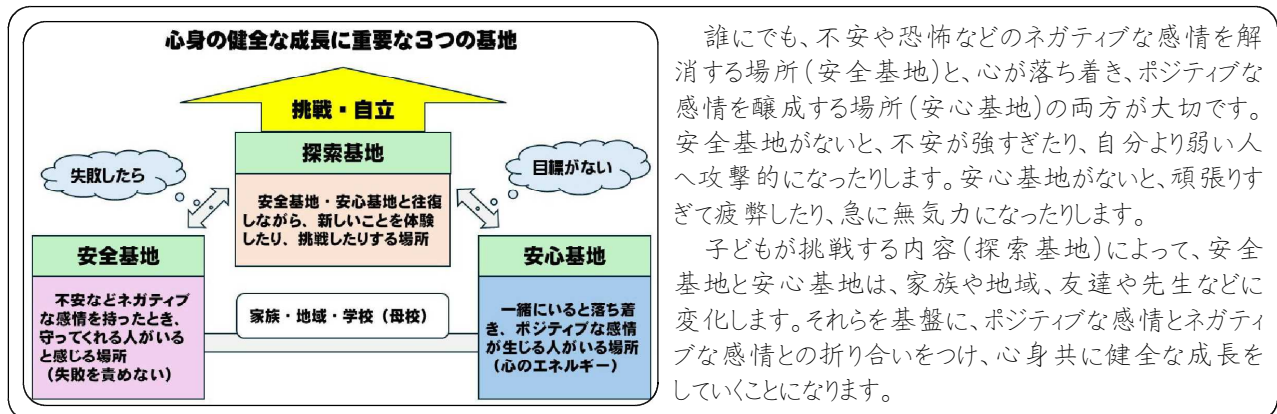 心身の健全な成長に重要な３つの基地
挑戦・自立
探索基地
失敗したら
目標がない
安全基地・安心基地と往復
しながら、新しいことを体験
したり、挑戦したりする場所
安全基地
不安などネガティブ
な感情を持ったとき、
守ってくれる人がいる
と感じる場所
（失敗を責めない）
家族・地域・学校（母校）
安心基地
一緒にいると落ち着
き、ポジティブな感情
が生じる人がいる場所
（心のエネルギー）
誰にでも、不安や恐怖などのネガティブな感情を解
消する場所（安全基地）と、心が落ち着き、ポジティブな
感情を醸成する場所（安心基地）の両方が大切です。
安全基地がないと、不安が強すぎたり、自分より弱い人
へ攻撃的になったりします。安心基地がないと、頑張りす
ぎて疲弊したり、急に無気力になったりします。
子どもが挑戦する内容（探索基地）によって、安全
基地と安心基地は、家族や地域、友達や先生などに
変化します。それらを基盤に、ポジティブな感情とネガティ
ブな感情との折り合いをつけ、心身共に健全な成長を
していくことになります。